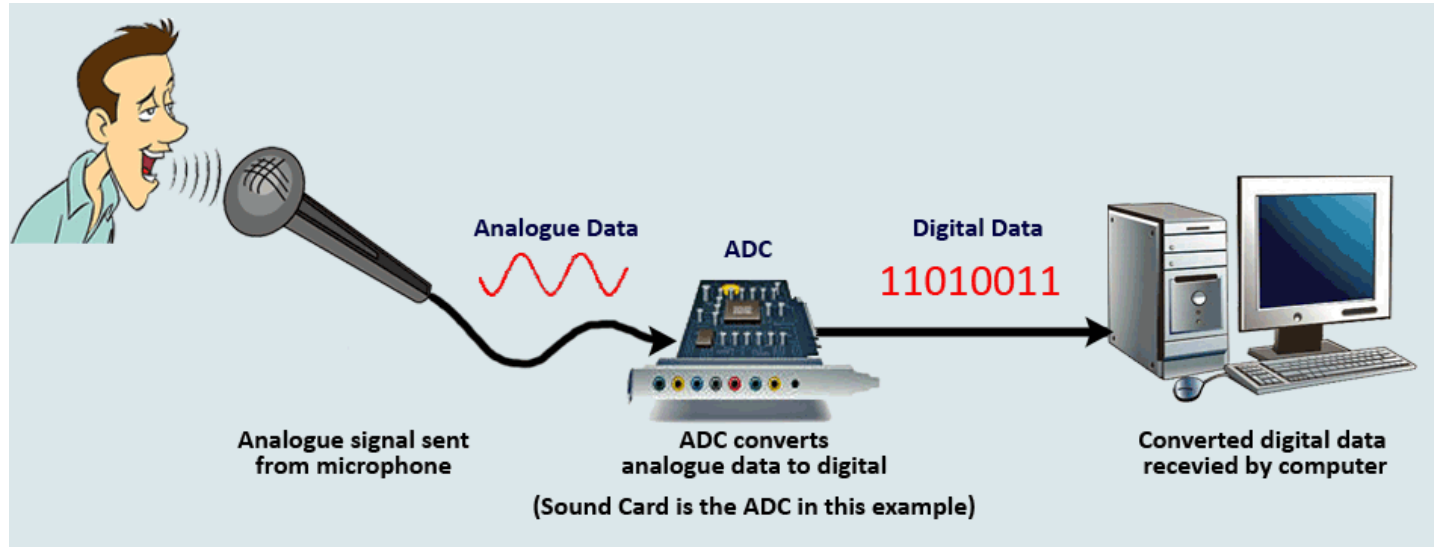 Analogue Data
ADC
Digital Data
11010011
Analogue signal sent
from microphone
ADC converts
analogue data to digital
(Sound Card is the ADC in this example)
Converted digital data
recevied by computer